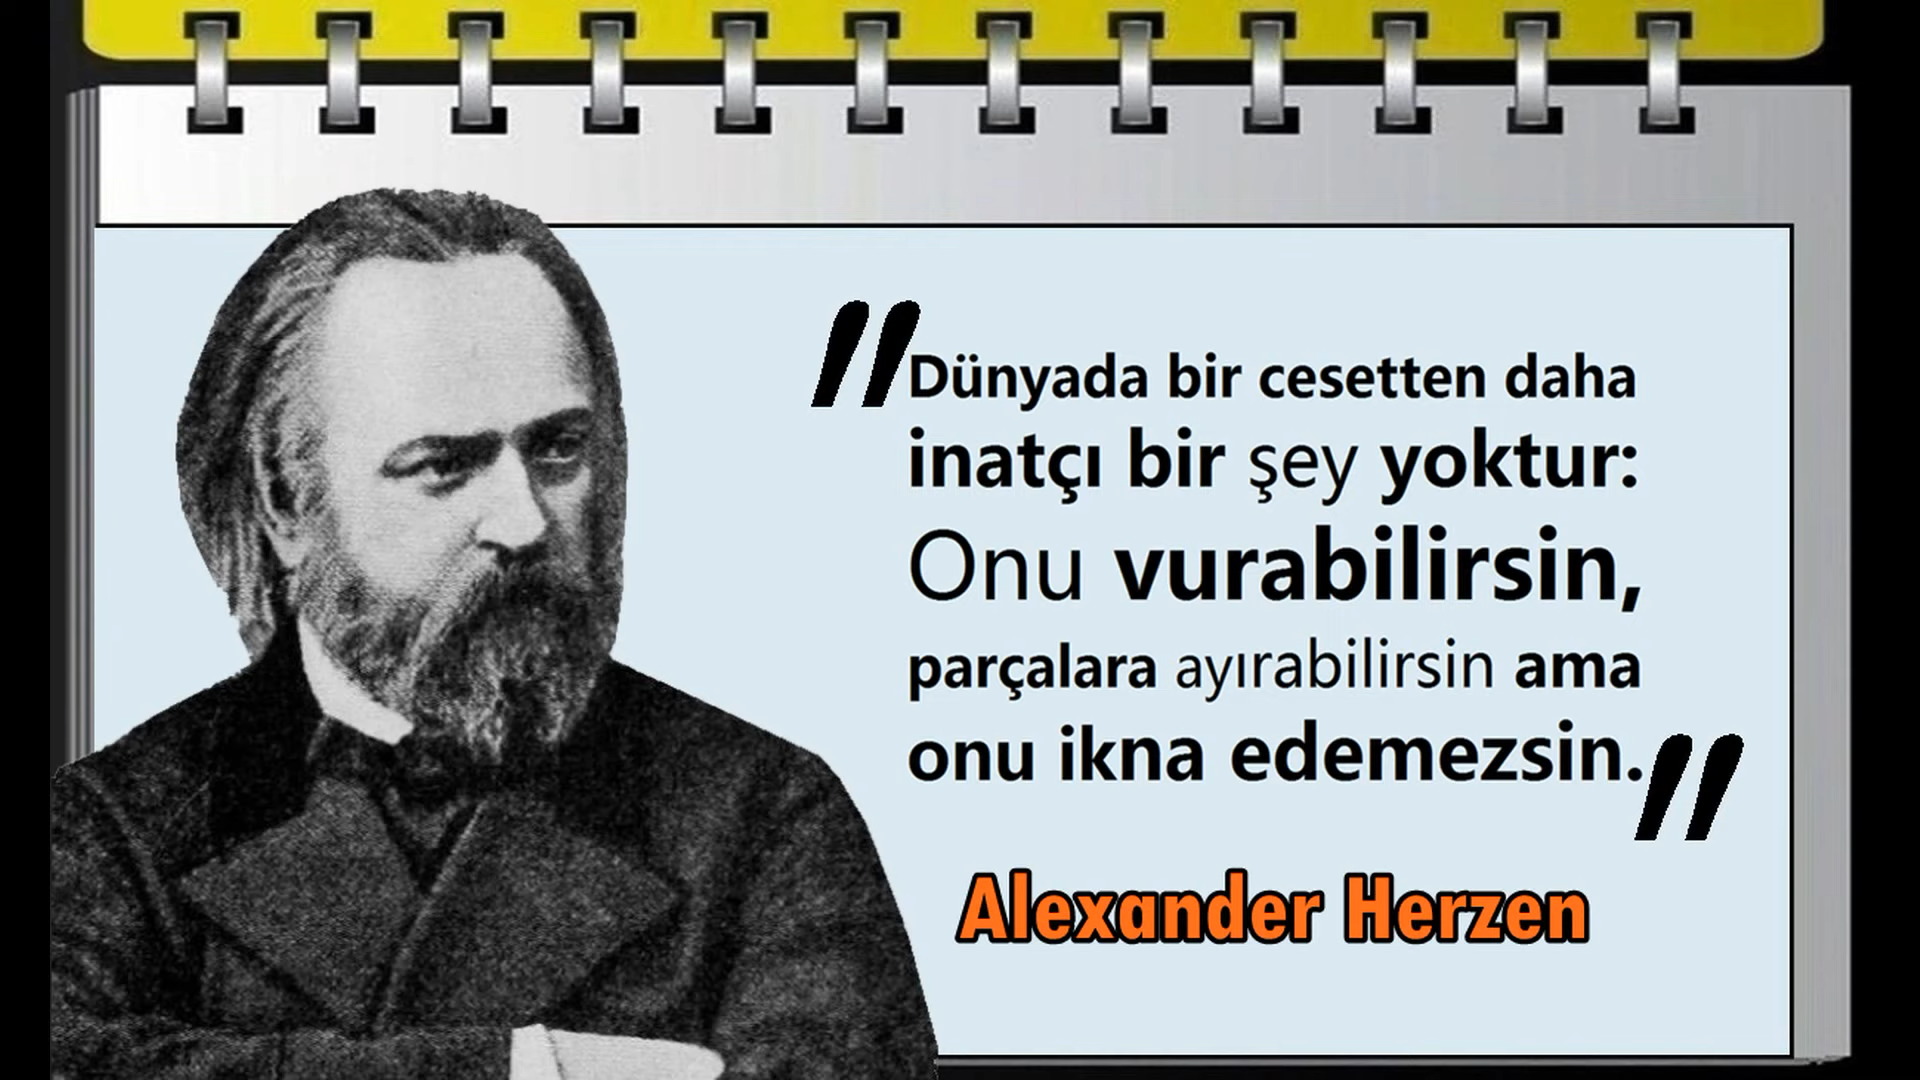 "Dünyada bir cesetten daha
inatçı bir şey yoktur:
Onu vurabilirsin,
parçalara ayırabilirsin ama
onu ikna edemezsin."
Alexander Herzen